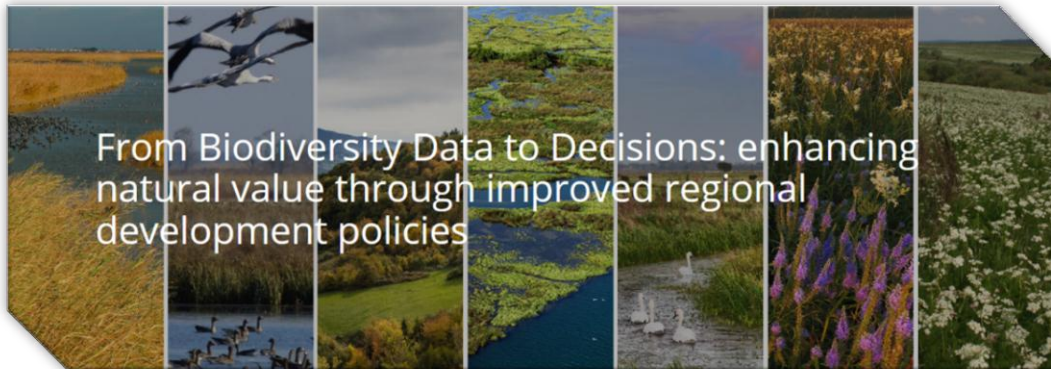 From Biodiversity Data to Decisions: enhancing
natural value through improved regional
development policies